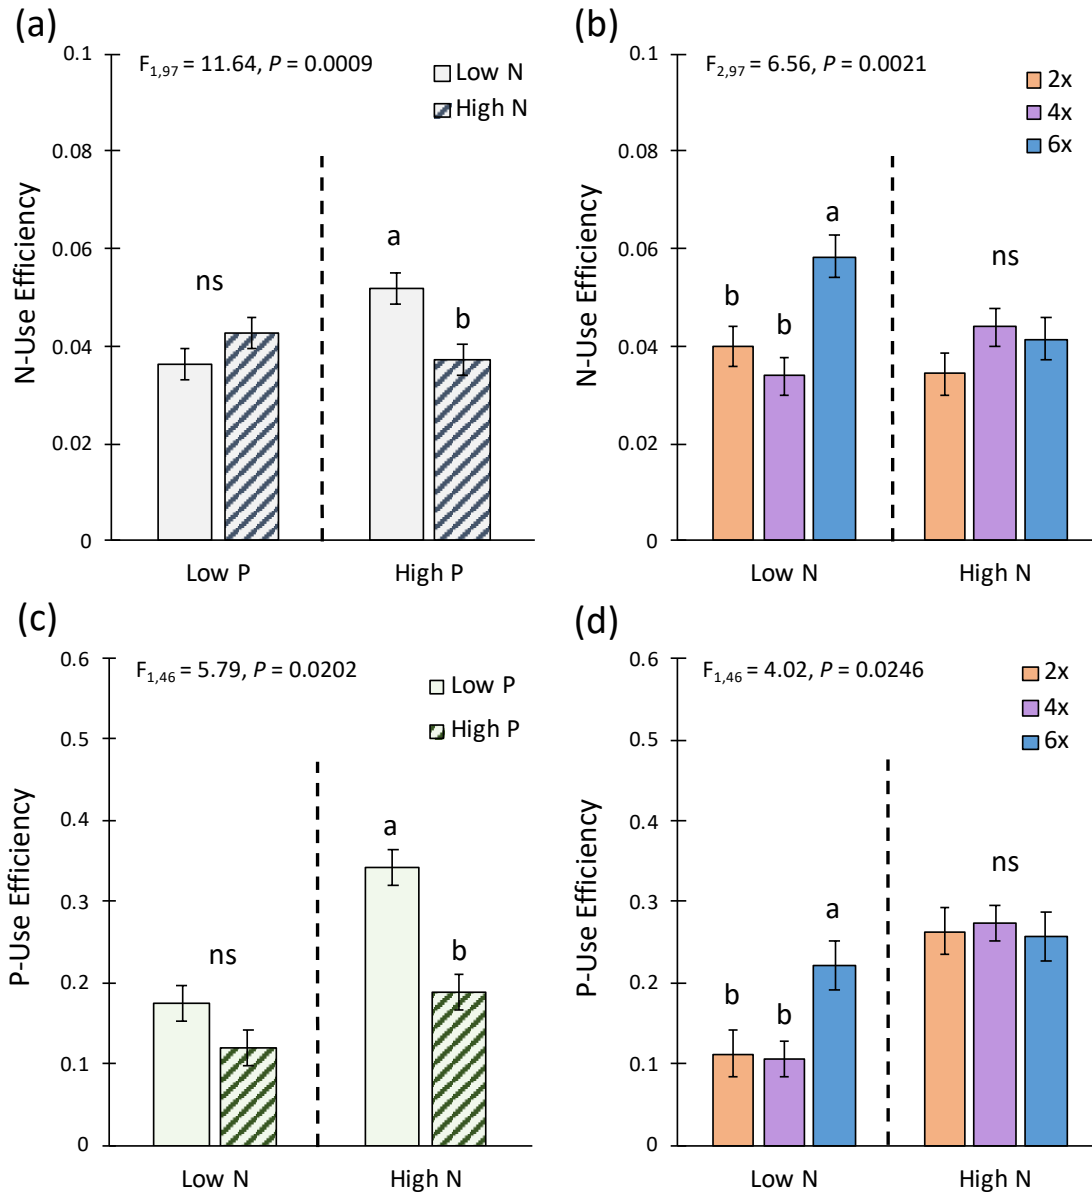 (a)
F1,97 = 11.64, P = 0.0009
Low N
High N
0.1
0.08
0.06
0.04
0.02
0
N-Use Efficiency
ns
a
b
Low P
High P
(b)
F2,97 = 6.56, P = 0.0021
2x
4x
6x
0.1
0.08
0.06
0.04
0.02
0
N-Use Efficiency
b
b
a
ns
Low N
High N
(c)
F1,46 = 5.79, P = 0.0202
Low P
High P
0.6
0.5
0.4
0.3
0.2
0.1
0
P-Use Efficiency
ns
a
b
Low N
High N
(d)
F1,46 = 4.02, P = 0.0246
2x
4x
6x
0.6
0.5
0.4
0.3
0.2
0.1
0
P-Use Efficiency
b
b
a
ns
Low N
High N